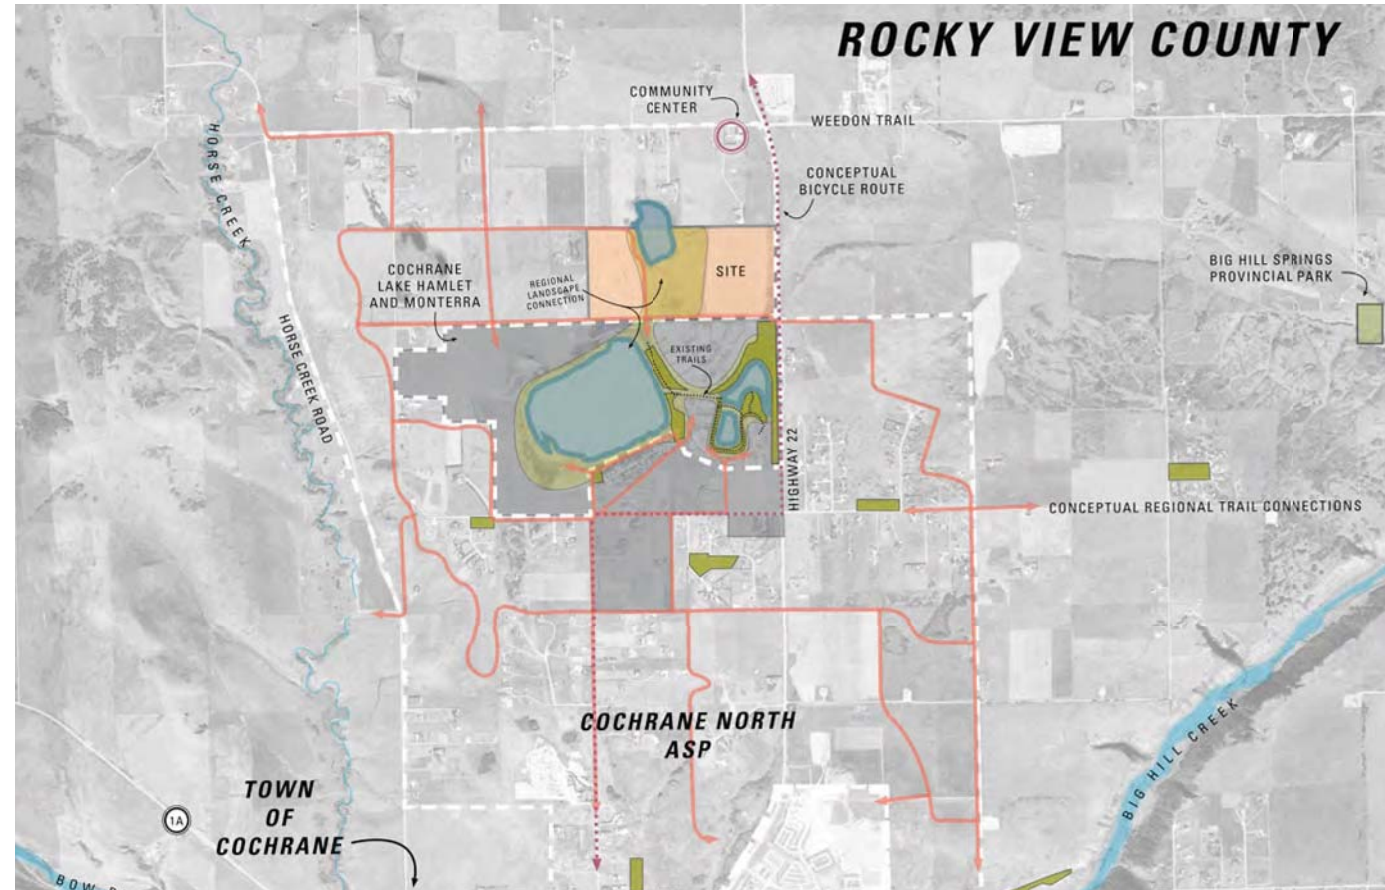 ROCKY VIEW COUNTY
COMMUNITY
CENTER
WEEDON TRAIL
HORSE CREEK
CONCEPTUAL
BICYCLE ROUTE
COCHRANE
LAKE HAMLET
AND MONTERRA
REGIONAL
LANDSCAPE
CONNECTION
SITE
BIG HILL SPRINGS
PROVINCIAL PARK
HORSE CREEK ROAD
EXISTING
TRAILS
HIGHWAY 22
CONCEPTUAL REGIONAL TRAIL CONNECTIONS
COCHRANE NORTH
ASP
BIG HILL CREEK
TOWN
OF
COCHRANE
1A
BOW